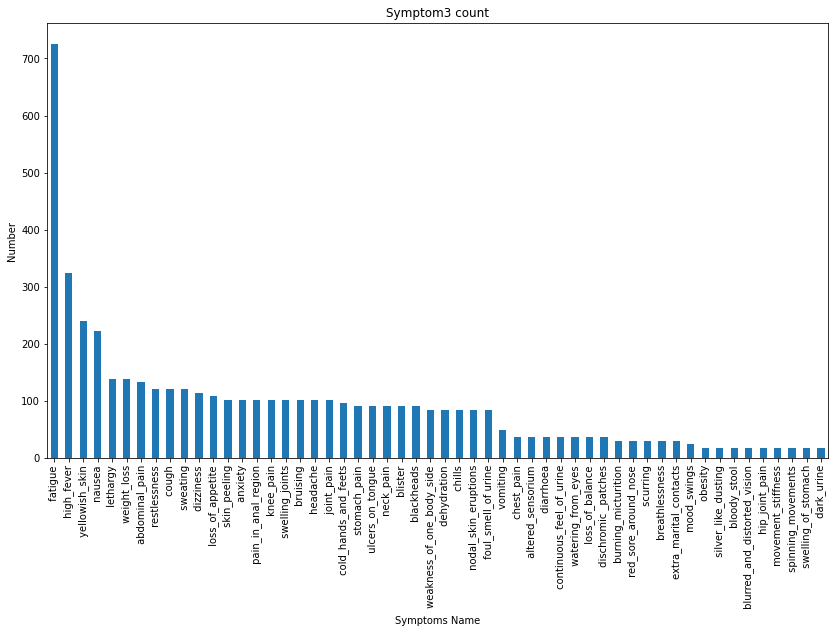 Symptom3 count
700
600
500
400
300
200
100
0
Number
fatigue
high_fever
yellowish_skin
nausea
lethargy
weight_loss
abdominal_pain
restlessness
cough
sweating
dizziness
loss_of_appetite
skin_peeling
anxiety
pain_in_anal_region
knee_pain
swelling_joints
bruising
headache
joint_pain
cold_hands_and_feets
stomach_pain
ulcers_on_tongue
neck_pain
blister
blackheads
weakness_of_one_body_side
dehydration
chills
nodal_skin_eruptions
foul_smell_of urine
vomiting
chest_pain
altered_sensorium
diarrhoea
continuous_feel_of_urine
watering_from_eyes
loss_of_balance
dischromic _patches
burning_micturition
red_sore_around_nose
scurring
breathlessness
extra_marital_contacts
mood_swings
obesity
silver_like_dusting
bloody_stool
blurred_and_distorted_vision
hip_joint_pain
movement_stiffness
spinning_movements
swelling_of_stomach
dark_urine
Symptoms Name